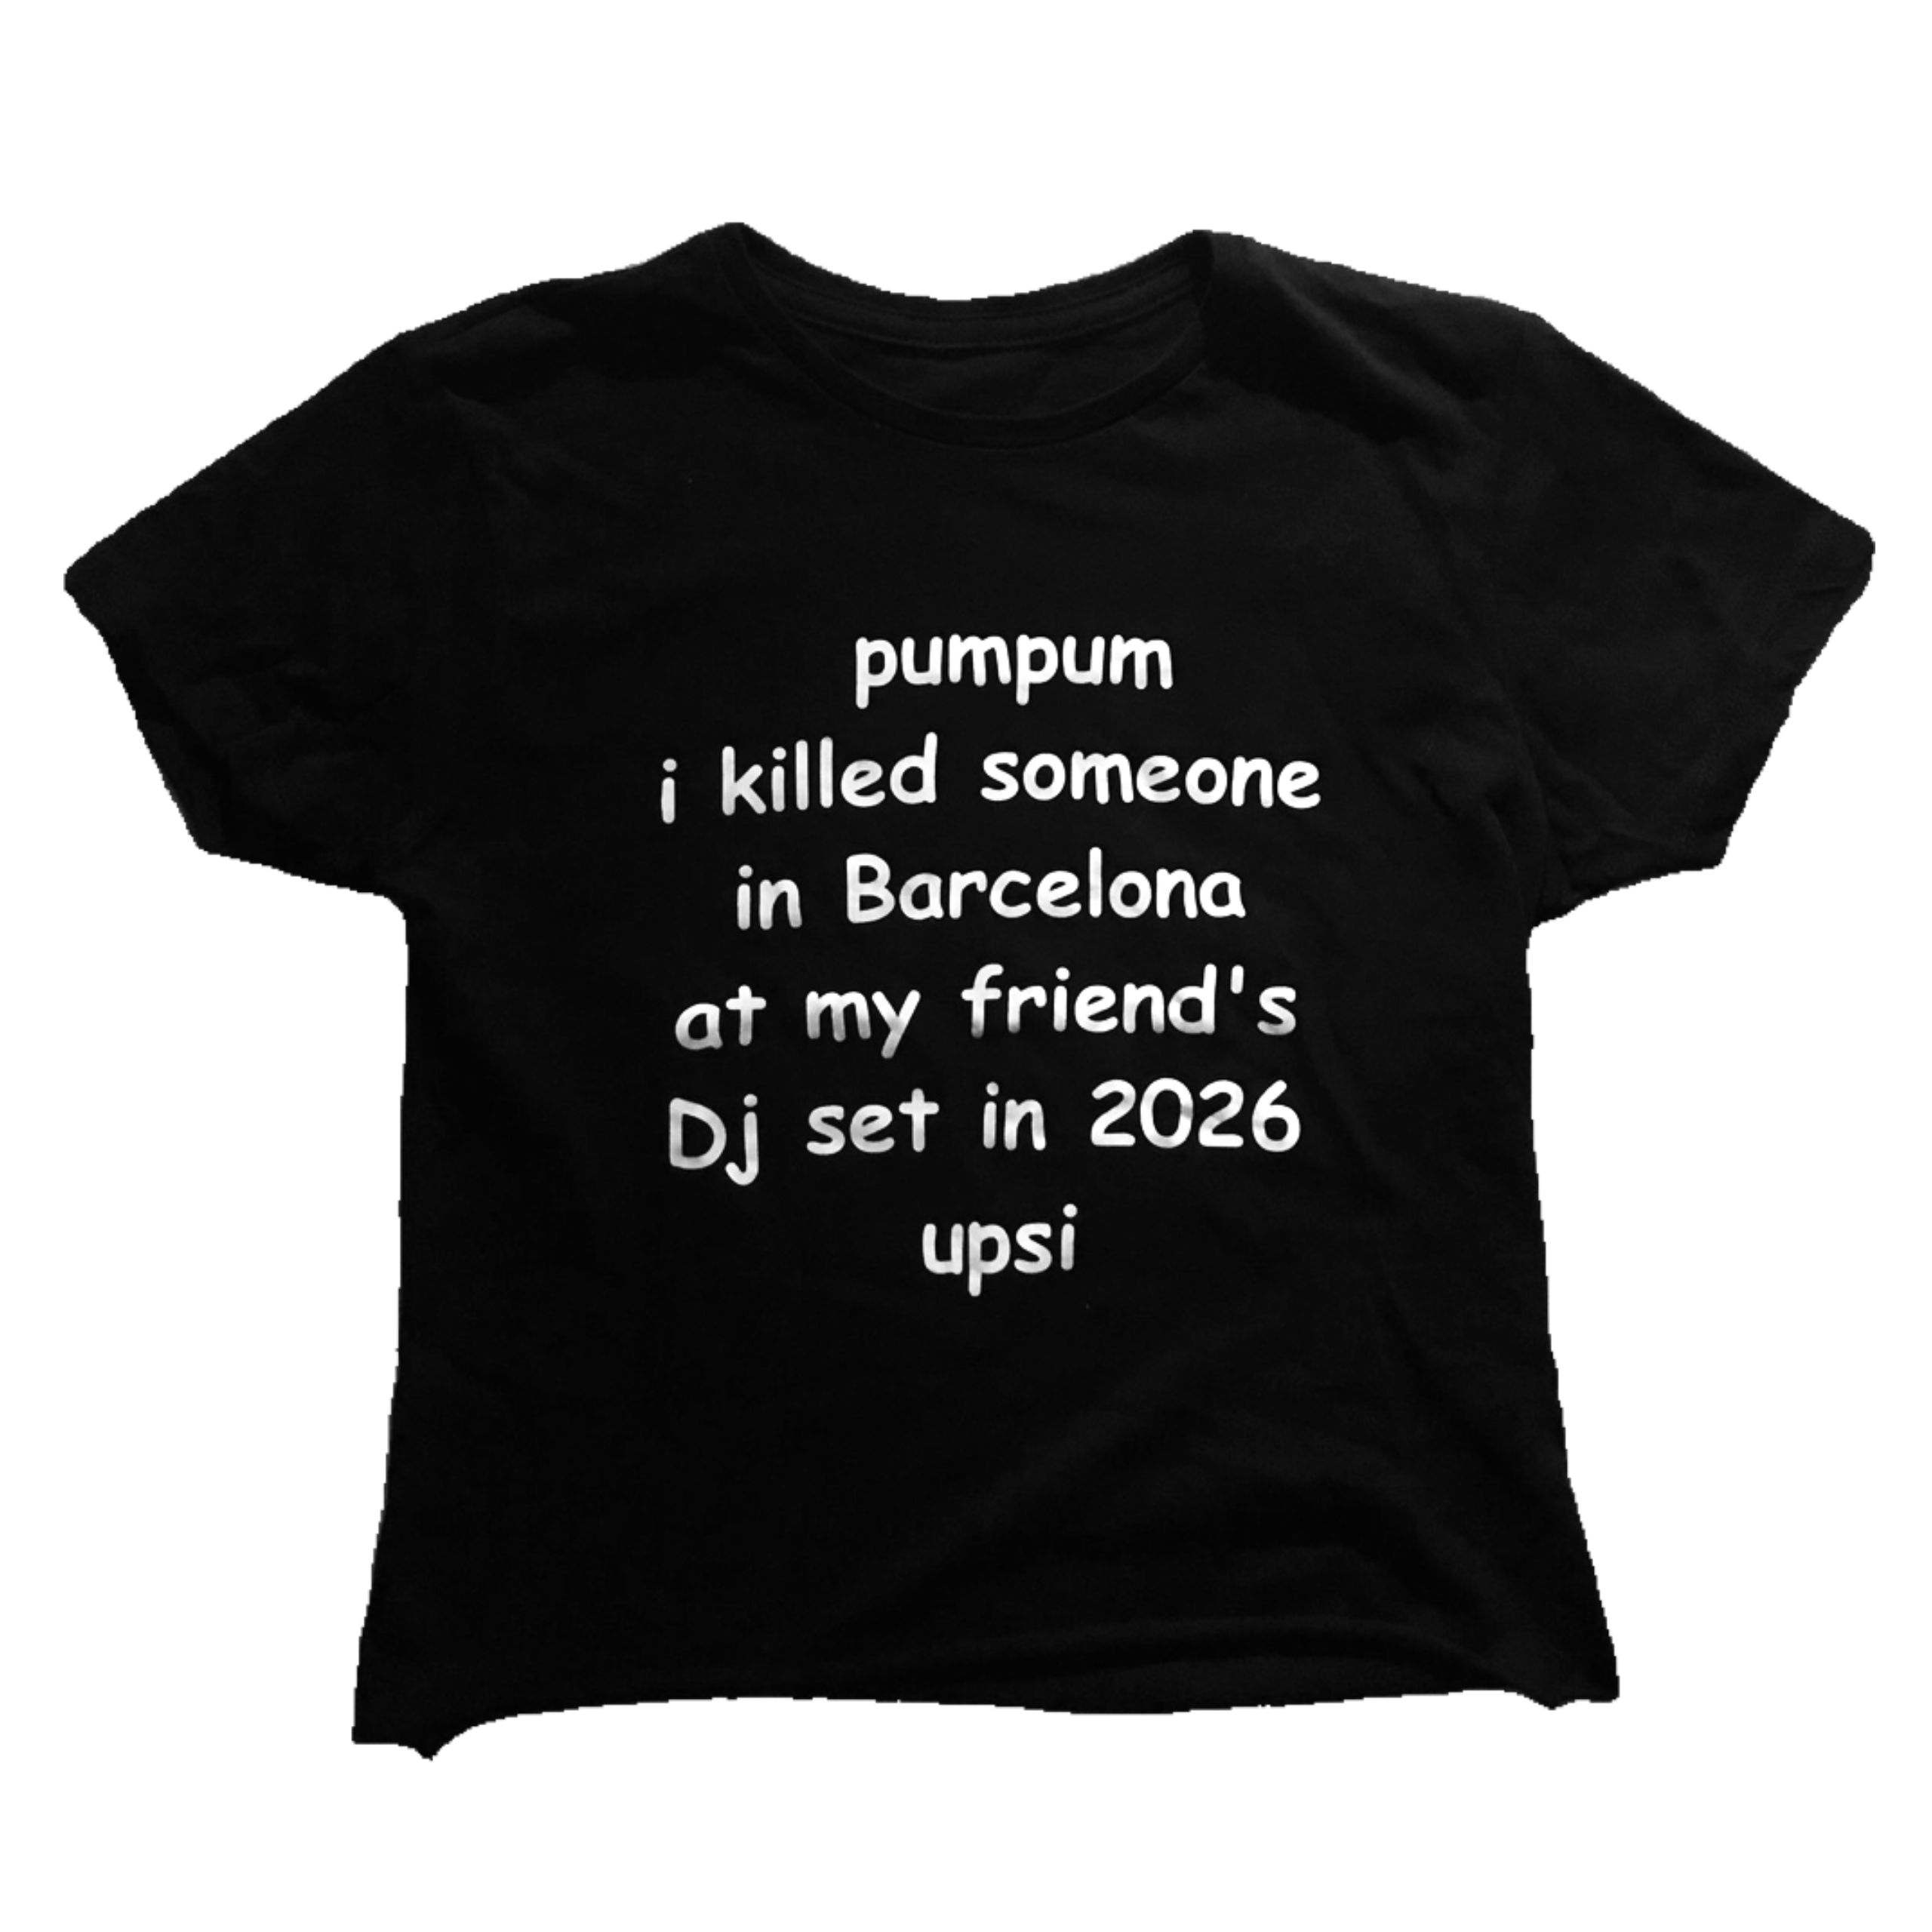 pumpum
i killed someone
in Barcelona
at my friend's
Dj set in 2026
upsi